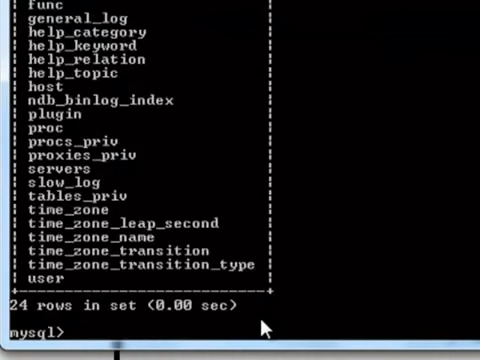 | func |
| general_log |
| help_category |
| help_keyword |
| help_relation |
| help_topic |
| host |
| ndb_binlog_index |
| plugin |
| proc |
| procs_priv |
| proxies_priv |
| servers |
| slow_log |
| tables_priv |
| time_zone |
| time_zone_leap_second |
| time_zone_name |
| time_zone_transition |
| time_zone_transition_type |
| user |
+---------------------------+
24 rows in set (0.00 sec)
mysql>